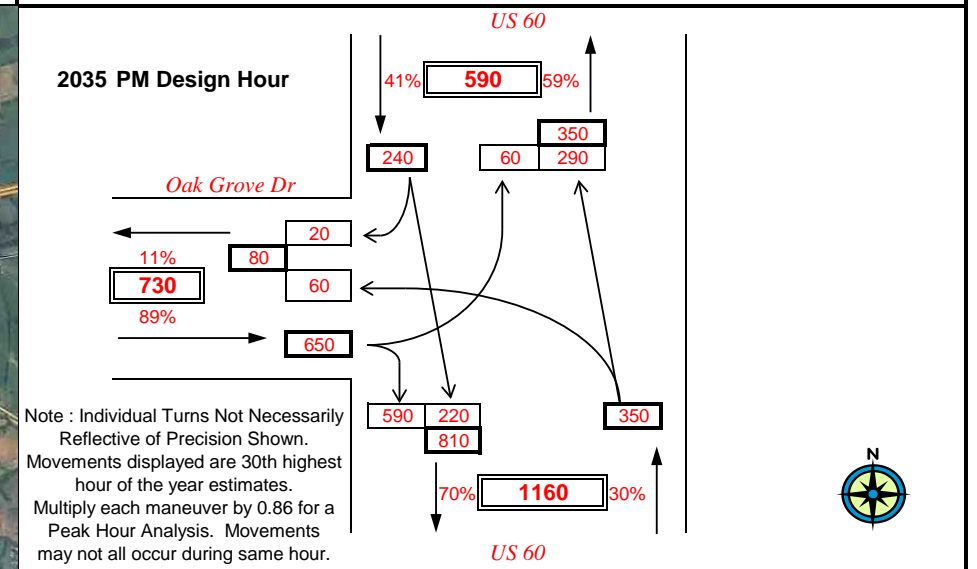 US 60
2035 PM Design Hour
41% 590 59%
350
240 60 290
Oak Grove Dr
20
11% 80
730 60
89%
650
Note : Individual Turns Not Necessarily
Reflective of Precision Shown.
Movements displayed are 30th highest
hour of the year estimates.
Multiply each maneuver by 0.86 for a
Peak Hour Analysis. Movements
may not all occur during same hour.
590 220 350
810
70% 1160 30%
US 60
N